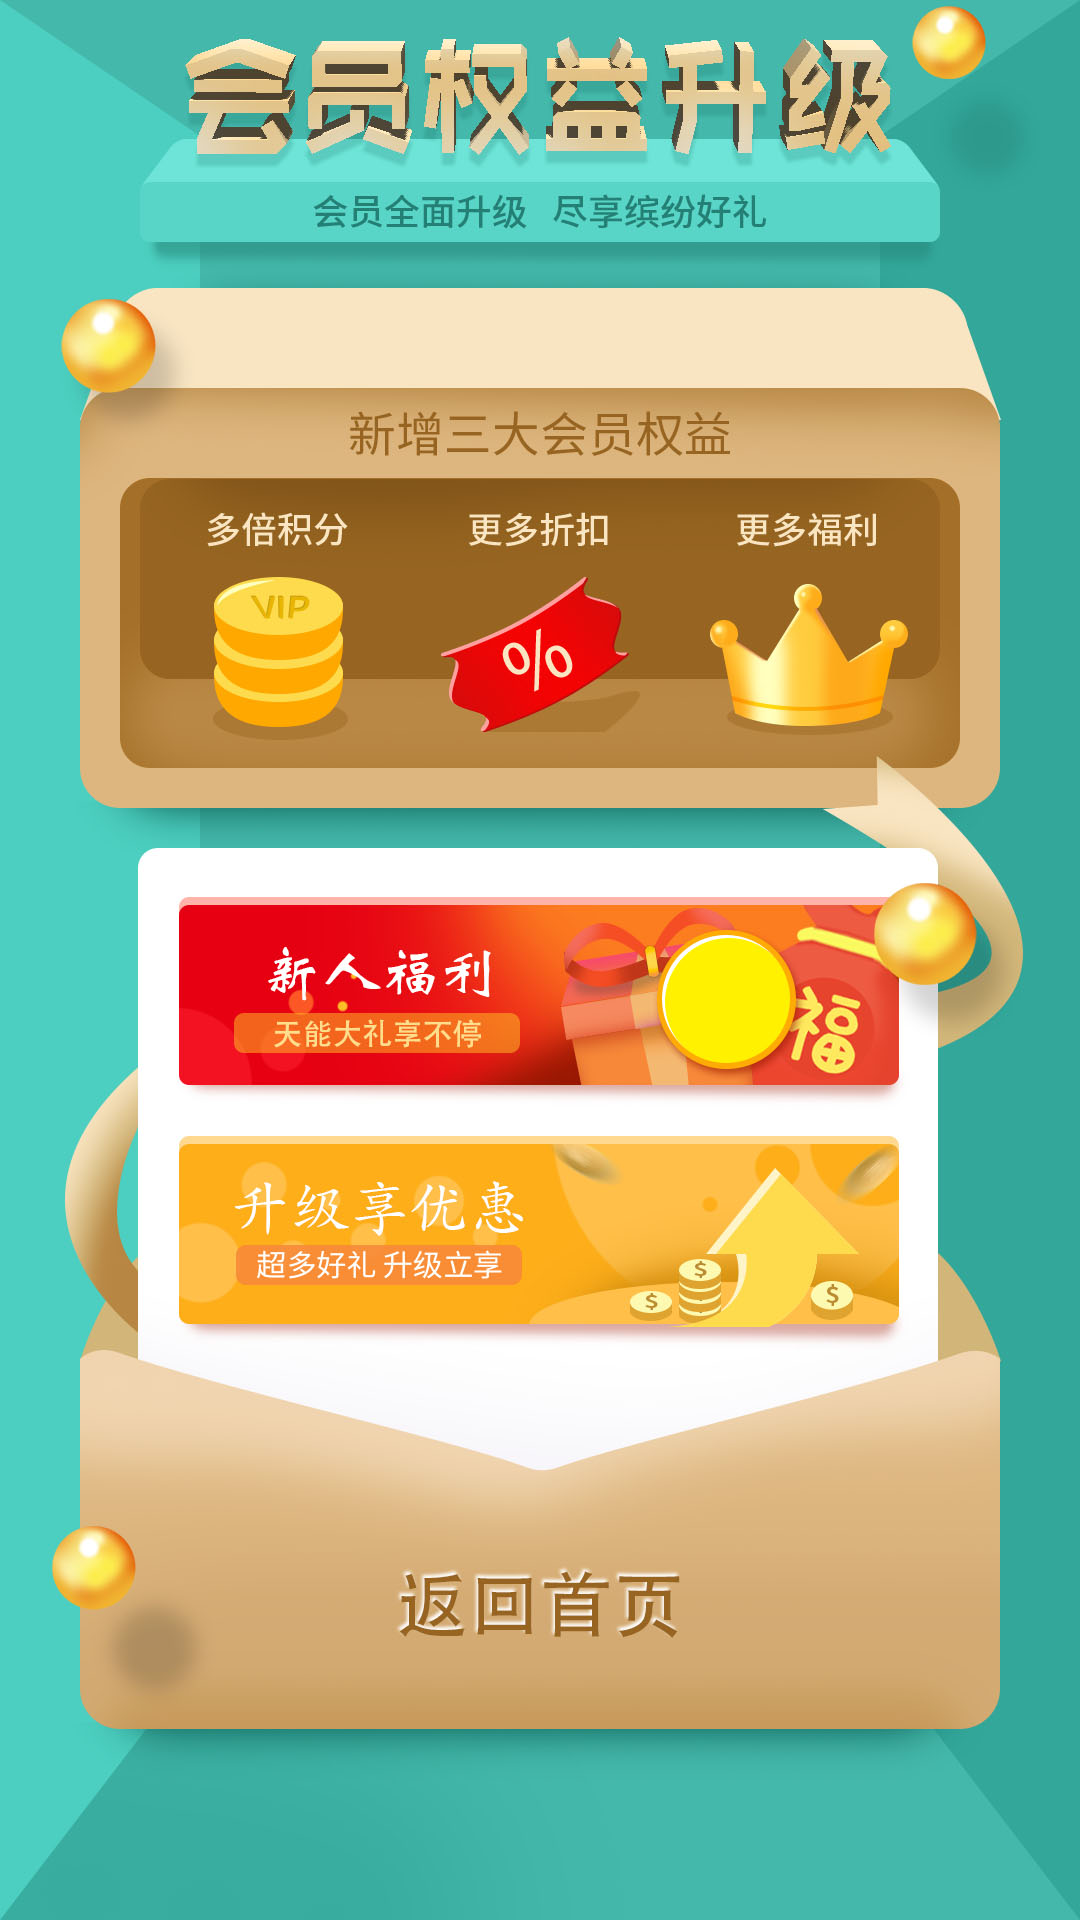 会员权益升级
会员全面升级 尽享缤纷好礼
新增三大会员权益
多倍积分 更多折扣 更多福利
VIP
%
新人福利
天能大礼享不停
福
升级享优惠
超多好礼 升级立享
$
$ $
返回首页